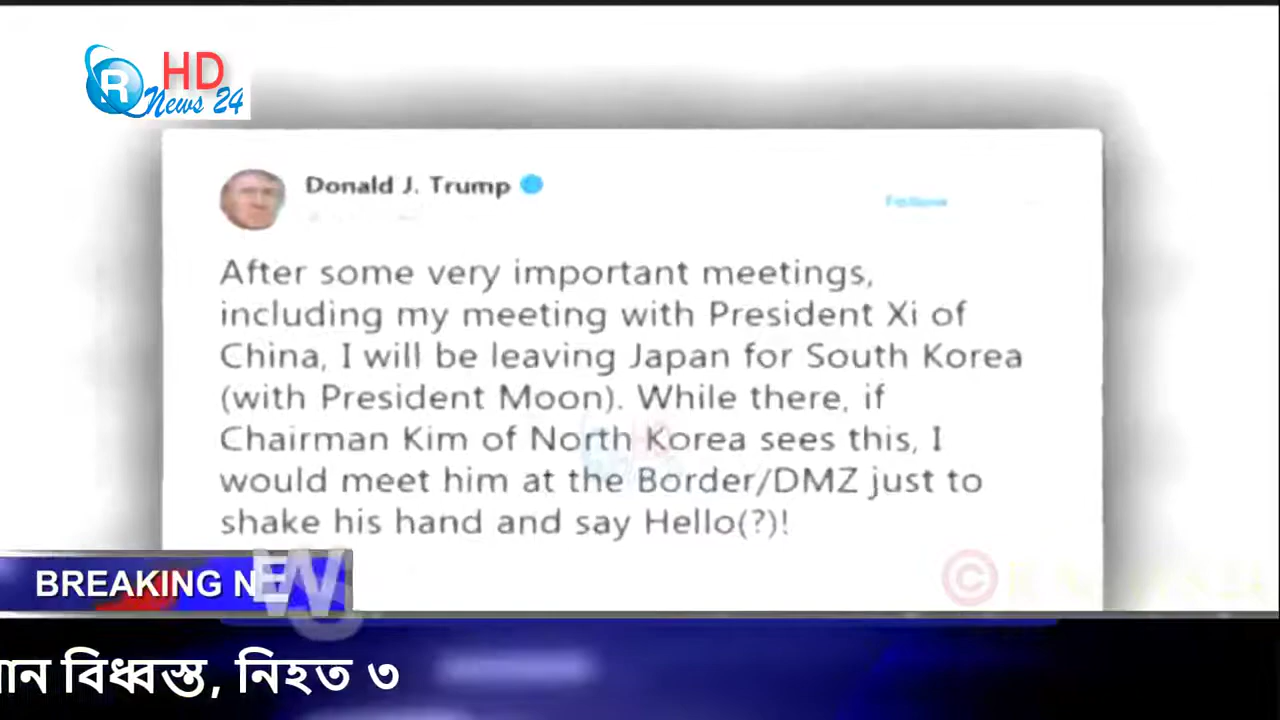 HD
R News 24
Donald J. Trump
After some very important meetings,
including my meeting with President Xi of
China, I will be leaving Japan for South Korea
(with President Moon). While there, if
Chairman Kim of North Korea sees this, I
would meet him at the Border/DMZ just to
shake his hand and say Hello(?)!
BREAKING NEWS
বিধ্বস্ত, নিহত ৩